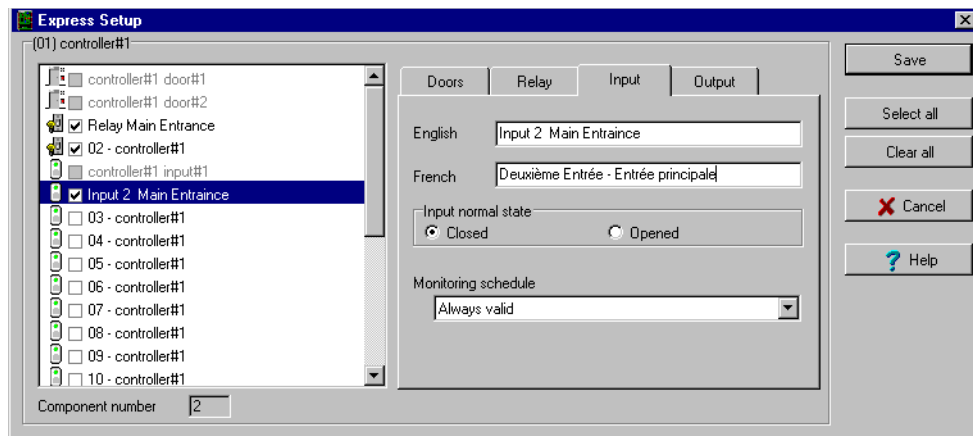 Express Setup
(01) controller#1
controller#1 door#1
controller#1 door#2
Relay Main Entrance
02 - controller#1
controller#1 input#1
Input 2 Main Entraince
03 - controller#1
04 - controller#1
05 - controller#1
06 - controller#1
07 - controller#1
08 - controller#1
09 - controller#1
10 - controller#1
Component number 2
Doors Relay Input Output
English Input 2 Main Entraince
French Deuxième Entrée - Entrée principale
Input normal state
Closed Opened
Monitoring schedule
Always valid
Save
Select all
Clear all
Cancel
Help